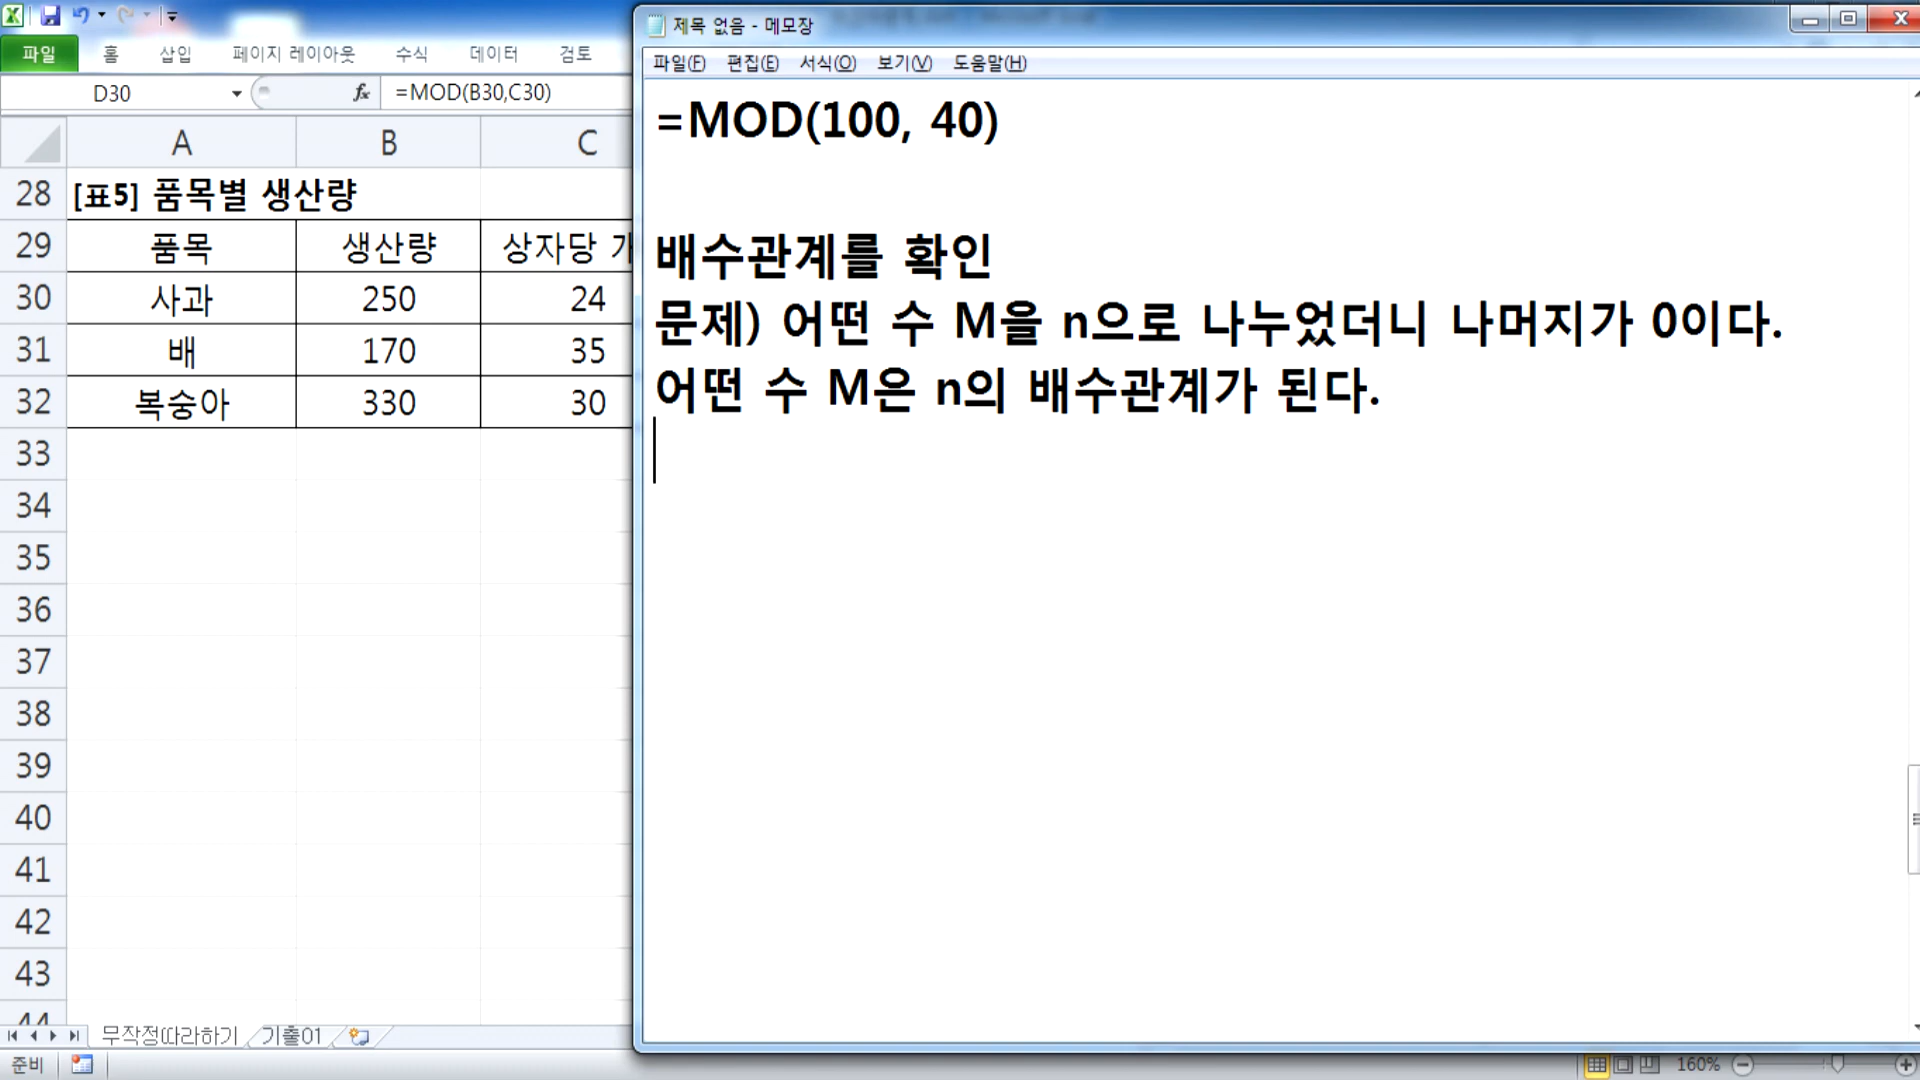 제목 없음 - 메모장
파일 홈 삽입 페이지 레이아웃 수식 데이터 검토
파일(F) 편집(E) 서식(O) 보기(V) 도움말(H)
D30 fx =MOD(B30,C30)
A B C
28 [표5] 품목별 생산량
29 품목 생산량 상자당
30 사과 250 24
31 배 170 35
32 복숭아 330 30
33
34
35
36
37
38
39
40
41
42
43
44
=MOD(100, 40)
배수관계를 확인
문제) 어떤 수 M을 n으로 나누었더니 나머지가 0이다.
어떤 수 M은 n의 배수관계가 된다.
무작정따라하기 기출01
준비 160%